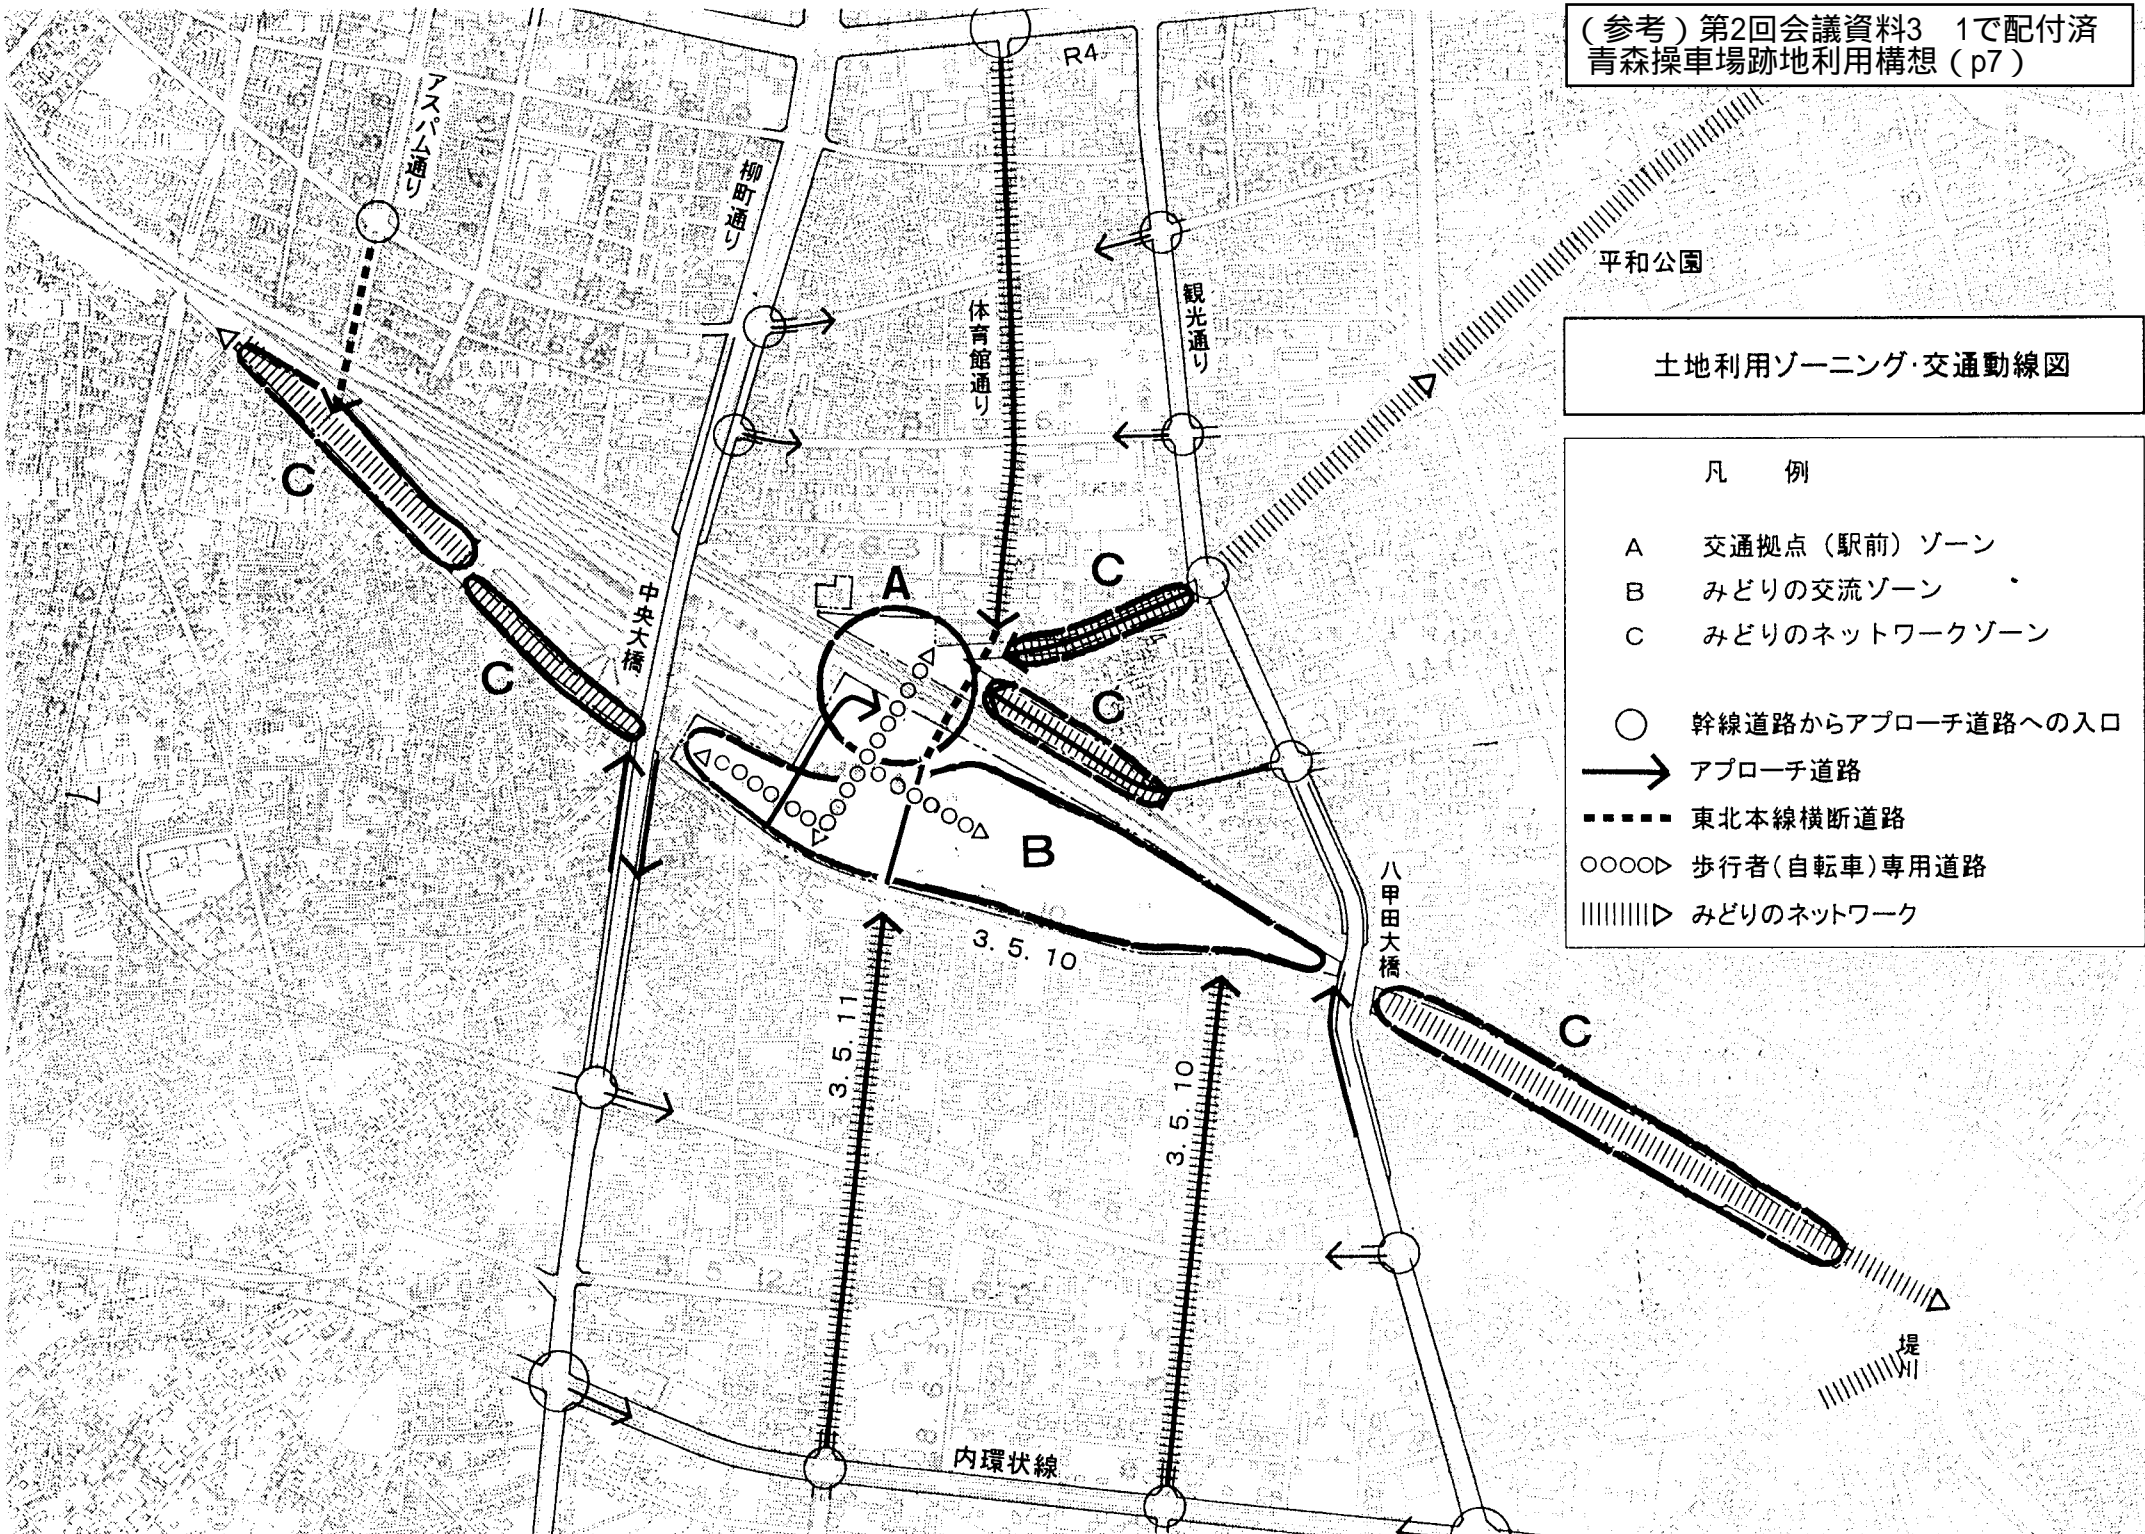 （参考）第2回会議資料3　1で配付済
青森操車場跡地利用構想（p7）
土地利用ゾーニング・交通動線図
凡　例
A　交通拠点（駅前）ゾーン
B　みどりの交流ゾーン
C　みどりのネットワークゾーン
幹線道路からアプローチ道路への入口
アプローチ道路
東北本線横断道路
歩行者（自転車）専用道路
みどりのネットワーク
R4
アスパム通り
柳町通り
体育館通り
観光通り
平和公園
C
C
中央大橋
A
C
C
B
八甲田大橋
3. 5. 10
3. 5. 11
3. 5. 10
C
堤川
内環状線